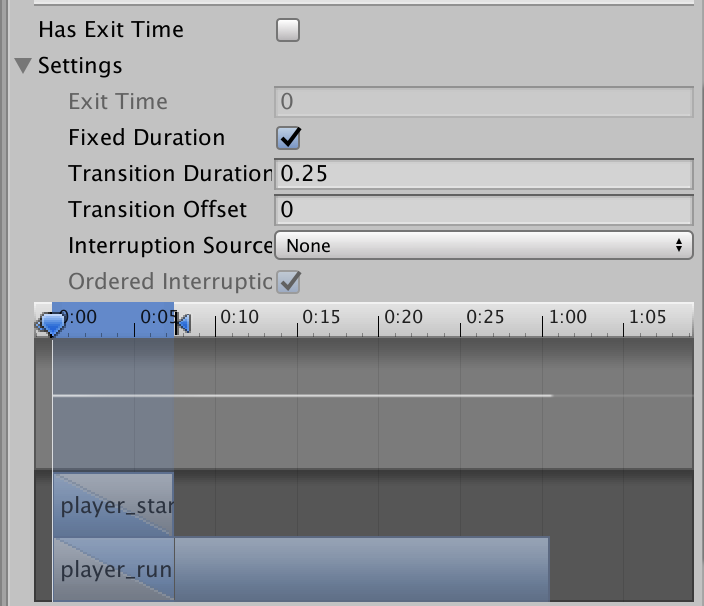 Has Exit Time
Settings
Exit Time 0
Fixed Duration
Transition Duration 0.25
Transition Offset 0
Interruption Source None
Ordered Interruptic
0:00 0:05 0:10 0:15 0:20 0:25 1:00 1:05
player_star
player_run